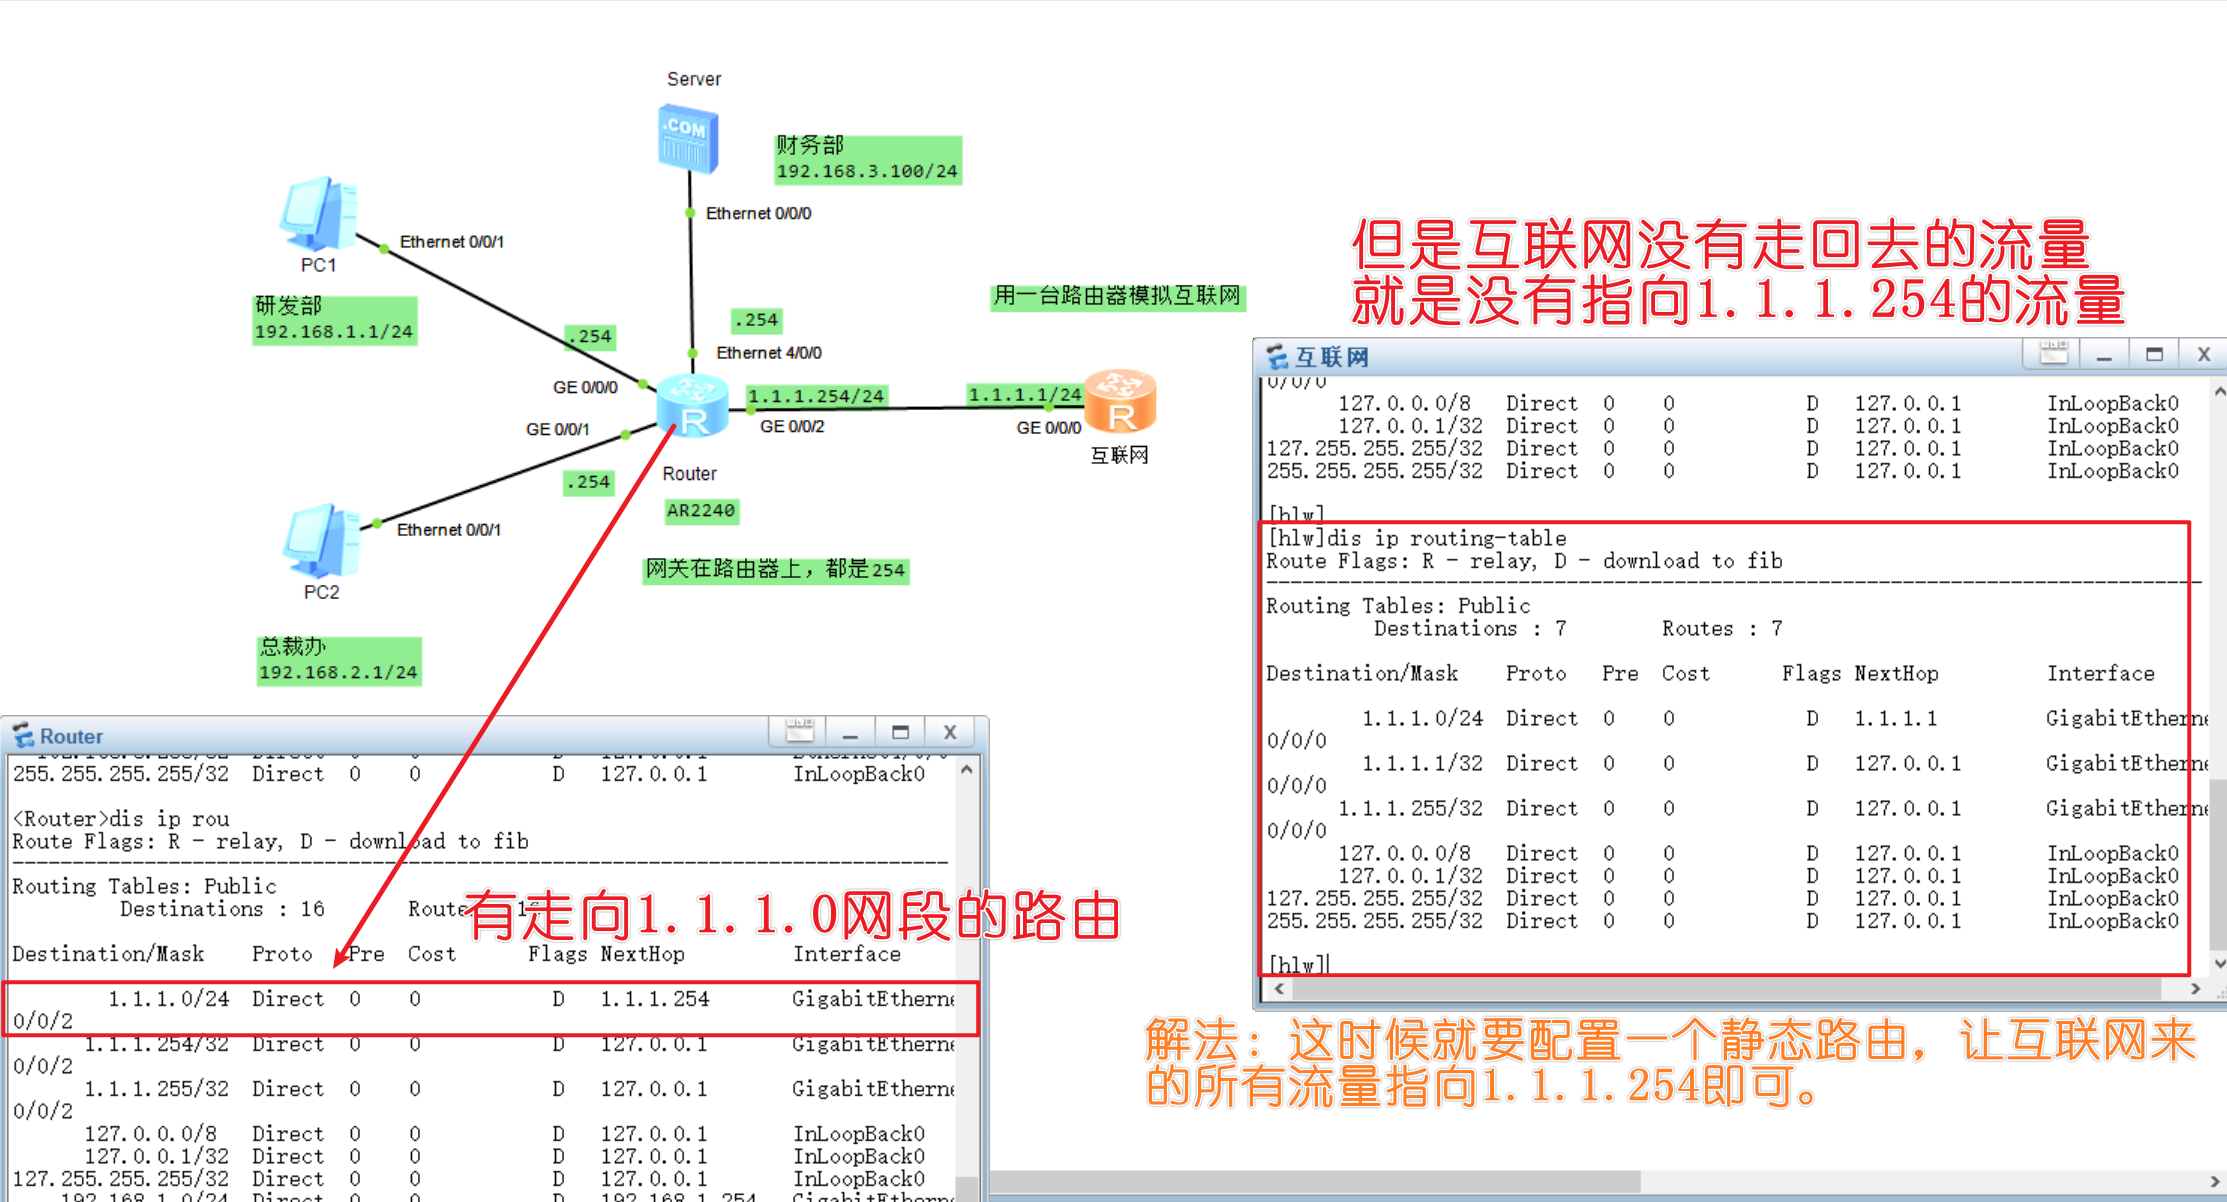 Server
.COM
财务部
192.168.3.100/24
Ethernet 0/0/0
PC1
Ethernet 0/0/1
研发部
192.168.1.1/24
.254
.254
Ethernet 4/0/0
GE 0/0/0
GE 0/0/1
R
1.1.1.254/24
GE 0/0/2
1.1.1.1/24
GE 0/0/0
R
互联网
用一台路由器模拟互联网
Router
AR2240
.254
网关在路由器上，都是254
PC2
Ethernet 0/0/1
总裁办
192.168.2.1/24
但是互联网没有走回去的流量
就是没有指向1.1.1.254的流量
互联网
0/0/0
127.0.0.0/8 Direct 0 0 D 127.0.0.1 InLoopBack0
127.0.0.1/32 Direct 0 0 D 127.0.0.1 InLoopBack0
127.255.255.255/32 Direct 0 0 D 127.0.0.1 InLoopBack0
255.255.255.255/32 Direct 0 0 D 127.0.0.1 InLoopBack0
[hlw]
[hlw]dis ip routing-table
Route Flags: R - relay, D - download to fib
Routing Tables: Public
Destinations : 7 Routes : 7
Destination/Mask Proto Pre Cost Flags NextHop Interface
1.1.1.0/24 Direct 0 0 D 1.1.1.1 GigabitEtherne
0/0/0
1.1.1.1/32 Direct 0 0 D 127.0.0.1 GigabitEtherne
0/0/0
1.1.1.255/32 Direct 0 0 D 127.0.0.1 GigabitEtherne
0/0/0
127.0.0.0/8 Direct 0 0 D 127.0.0.1 InLoopBack0
127.0.0.1/32 Direct 0 0 D 127.0.0.1 InLoopBack0
127.255.255.255/32 Direct 0 0 D 127.0.0.1 InLoopBack0
255.255.255.255/32 Direct 0 0 D 127.0.0.1 InLoopBack0
[hlw]
解法：这时候就要配置一个静态路由，让互联网来
的所有流量指向1.1.1.254即可。
Router
255.255.255.255/32 Direct 0 0 D 127.0.0.1 InLoopBack0
<Router>dis ip rou
Route Flags: R - relay, D - download to fib
Routing Tables: Public
Destinations : 16 Route
有走向1.1.1.0网段的路由
Destination/Mask Proto Pre Cost Flags NextHop Interface
1.1.1.0/24 Direct 0 0 D 1.1.1.254 GigabitEtherne
0/0/2
1.1.1.254/32 Direct 0 0 D 127.0.0.1 GigabitEtherne
0/0/2
1.1.1.255/32 Direct 0 0 D 127.0.0.1 GigabitEtherne
0/0/2
127.0.0.0/8 Direct 0 0 D 127.0.0.1 InLoopBack0
127.0.0.1/32 Direct 0 0 D 127.0.0.1 InLoopBack0
127.255.255.255/32 Direct 0 0 D 127.0.0.1 InLoopBack0
192.168.1.0/24 Direct 0 0 D 192.168.1.254 GigabitEtherne